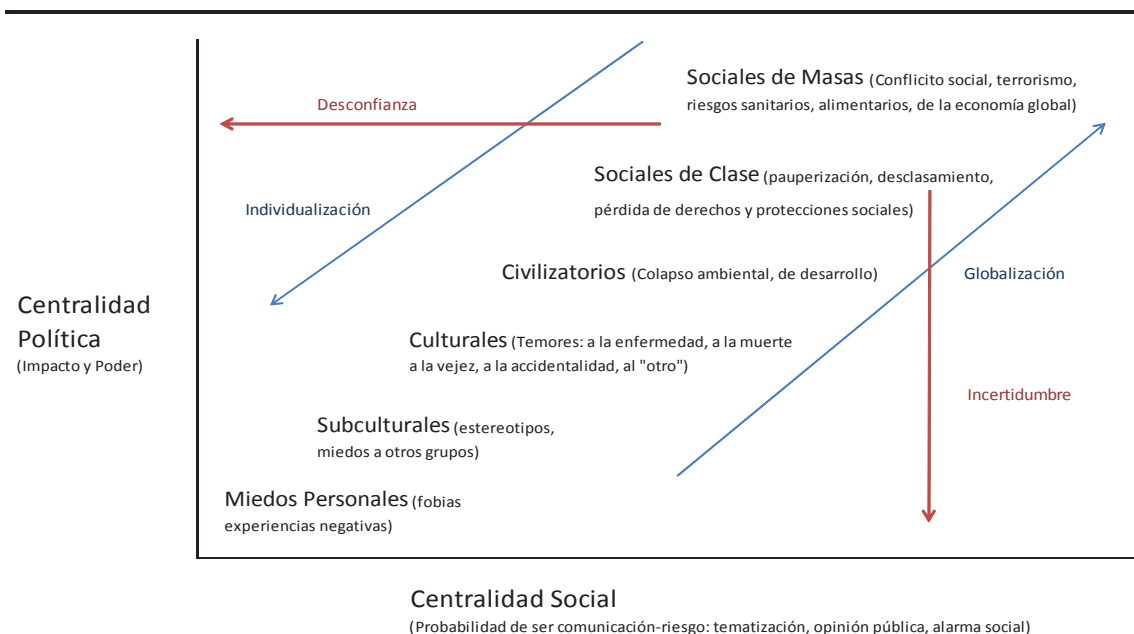 Sociales de Masas (Conflicito social, terrorismo,
riesgos sanitarios, alimentarios, de la economía global)
Desconfianza
Sociales de Clase (pauperización, desclasamiento,
pérdida de derechos y protecciones sociales)
Individualización
Civilizatorios (Colapso ambiental, de desarrollo)
Globalización
Centralidad
Política
(Impacto y Poder)
Culturales (Temores: a la enfermedad, a la muerte
a la vejez, a la accidentalidad, al "otro")
Incertidumbre
Subculturales (estereotipos,
miedos a otros grupos)
Miedos Personales (fobias
experiencias negativas)
Centralidad Social
(Probabilidad de ser comunicación-riesgo: tematización, opinión pública, alarma social)